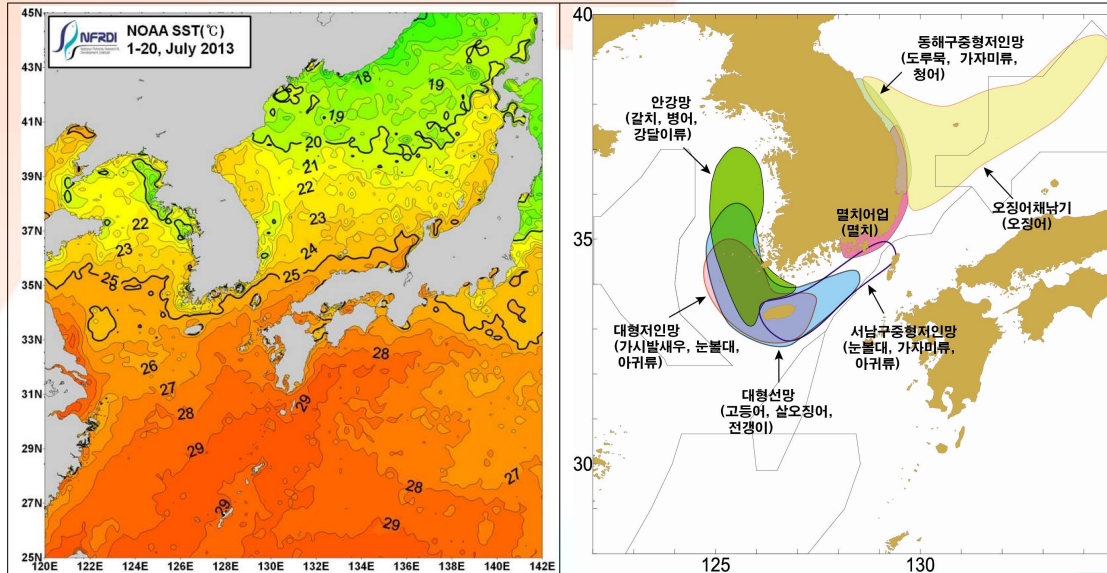 NFRDI
NOAA SST(℃)
1-20, July 2013
45N
43N
41N
39N
37N
35N
33N
31N
29N
27N
25N
120E 122E 124E 126E 128E 130E 132E 134E 136E 138E 140E 142E
18
19
19
20
21
22
22
23
23
24
25
25
26
27
28
28
29
29
29
28
27
29
40
35
30
125
130
동해구중형저인망
(도루묵, 가자미류,
청어)
안강망
(갈치, 병어,
강달이류)
멸치어업
(멸치)
오징어채낚기
(오징어)
대형저인망
(가시발새우, 눈볼대,
아귀류)
서남구중형저인망
(눈볼대, 가자미류,
아귀류)
대형선망
(고등어, 살오징어,
전갱이)